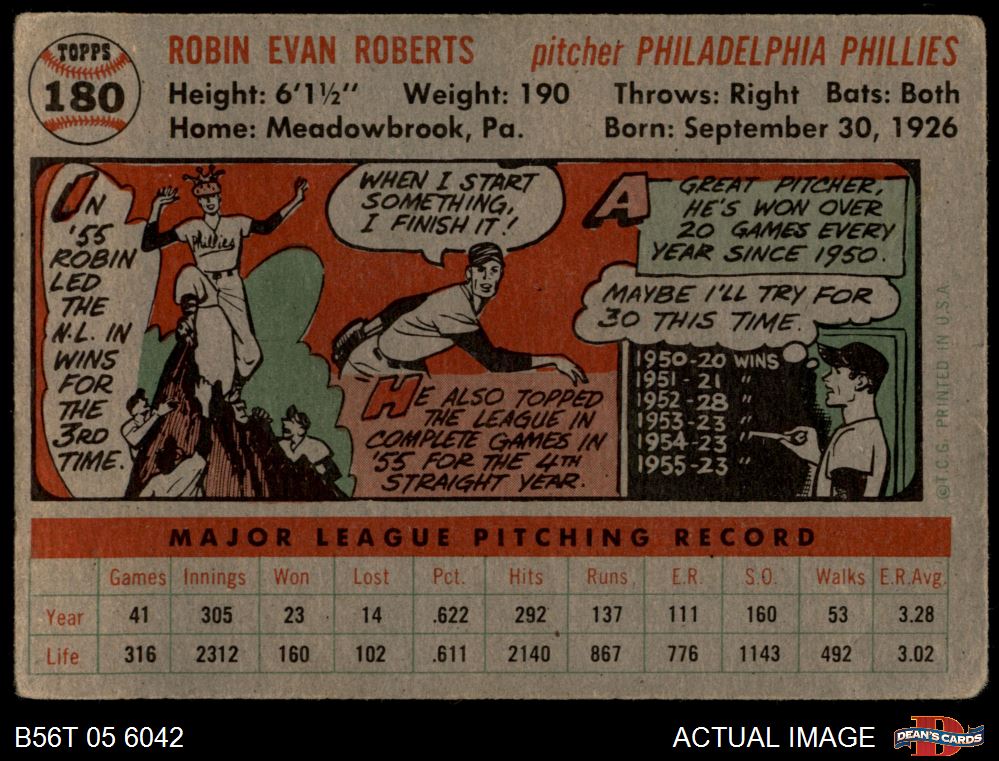 TOPPS
180
ROBIN EVAN ROBERTS pitcher PHILADELPHIA PHILLIES
Height: 6'1½" Weight: 190 Throws: Right Bats: Both
Home: Meadowbrook, Pa. Born: September 30, 1926
IN
'55
ROBIN
LED
THE
N.L. IN
WINS
FOR
THE
3RD
TIME.
Phillies
WHEN I START
SOMETHING,
I FINISH IT!
HE ALSO TOPPED
THE LEAGUE IN
COMPLETE GAMES IN
'55 FOR THE 4TH
STRAIGHT YEAR.
A GREAT PITCHER,
HE'S WON OVER
20 GAMES EVERY
YEAR SINCE 1950.
MAYBE I'LL TRY FOR
30 THIS TIME.
1950-20 WINS
1951-21 "
1952-28 "
1953-23 "
1954-23 "
1955-23 "
©T.C.G. PRINTED IN U.S.A.
MAJOR LEAGUE PITCHING RECORD
Games Innings Won Lost Pct. Hits Runs E.R. S.O. Walks E.R.Avg.
Year 41 305 23 14 .622 292 137 111 160 53 3.28
Life 316 2312 160 102 .611 2140 867 776 1143 492 3.02
B56T 05 6042 ACTUAL IMAGE
DEAN'S CARDS